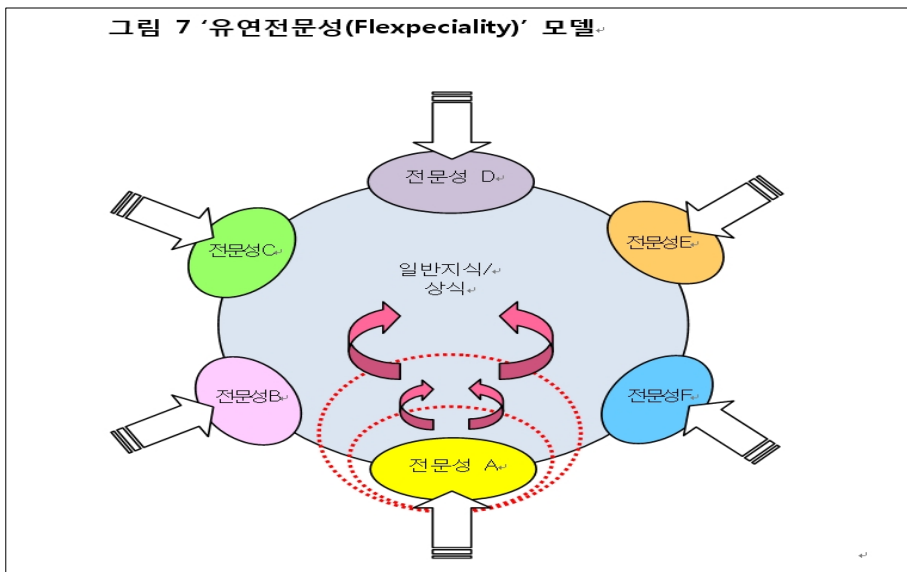 그림 7 ‘유연전문성(Flexpeciality)’ 모델
전문성 D
전문성C
전문성E
일반지식/
상식
전문성B
전문성F
전문성 A